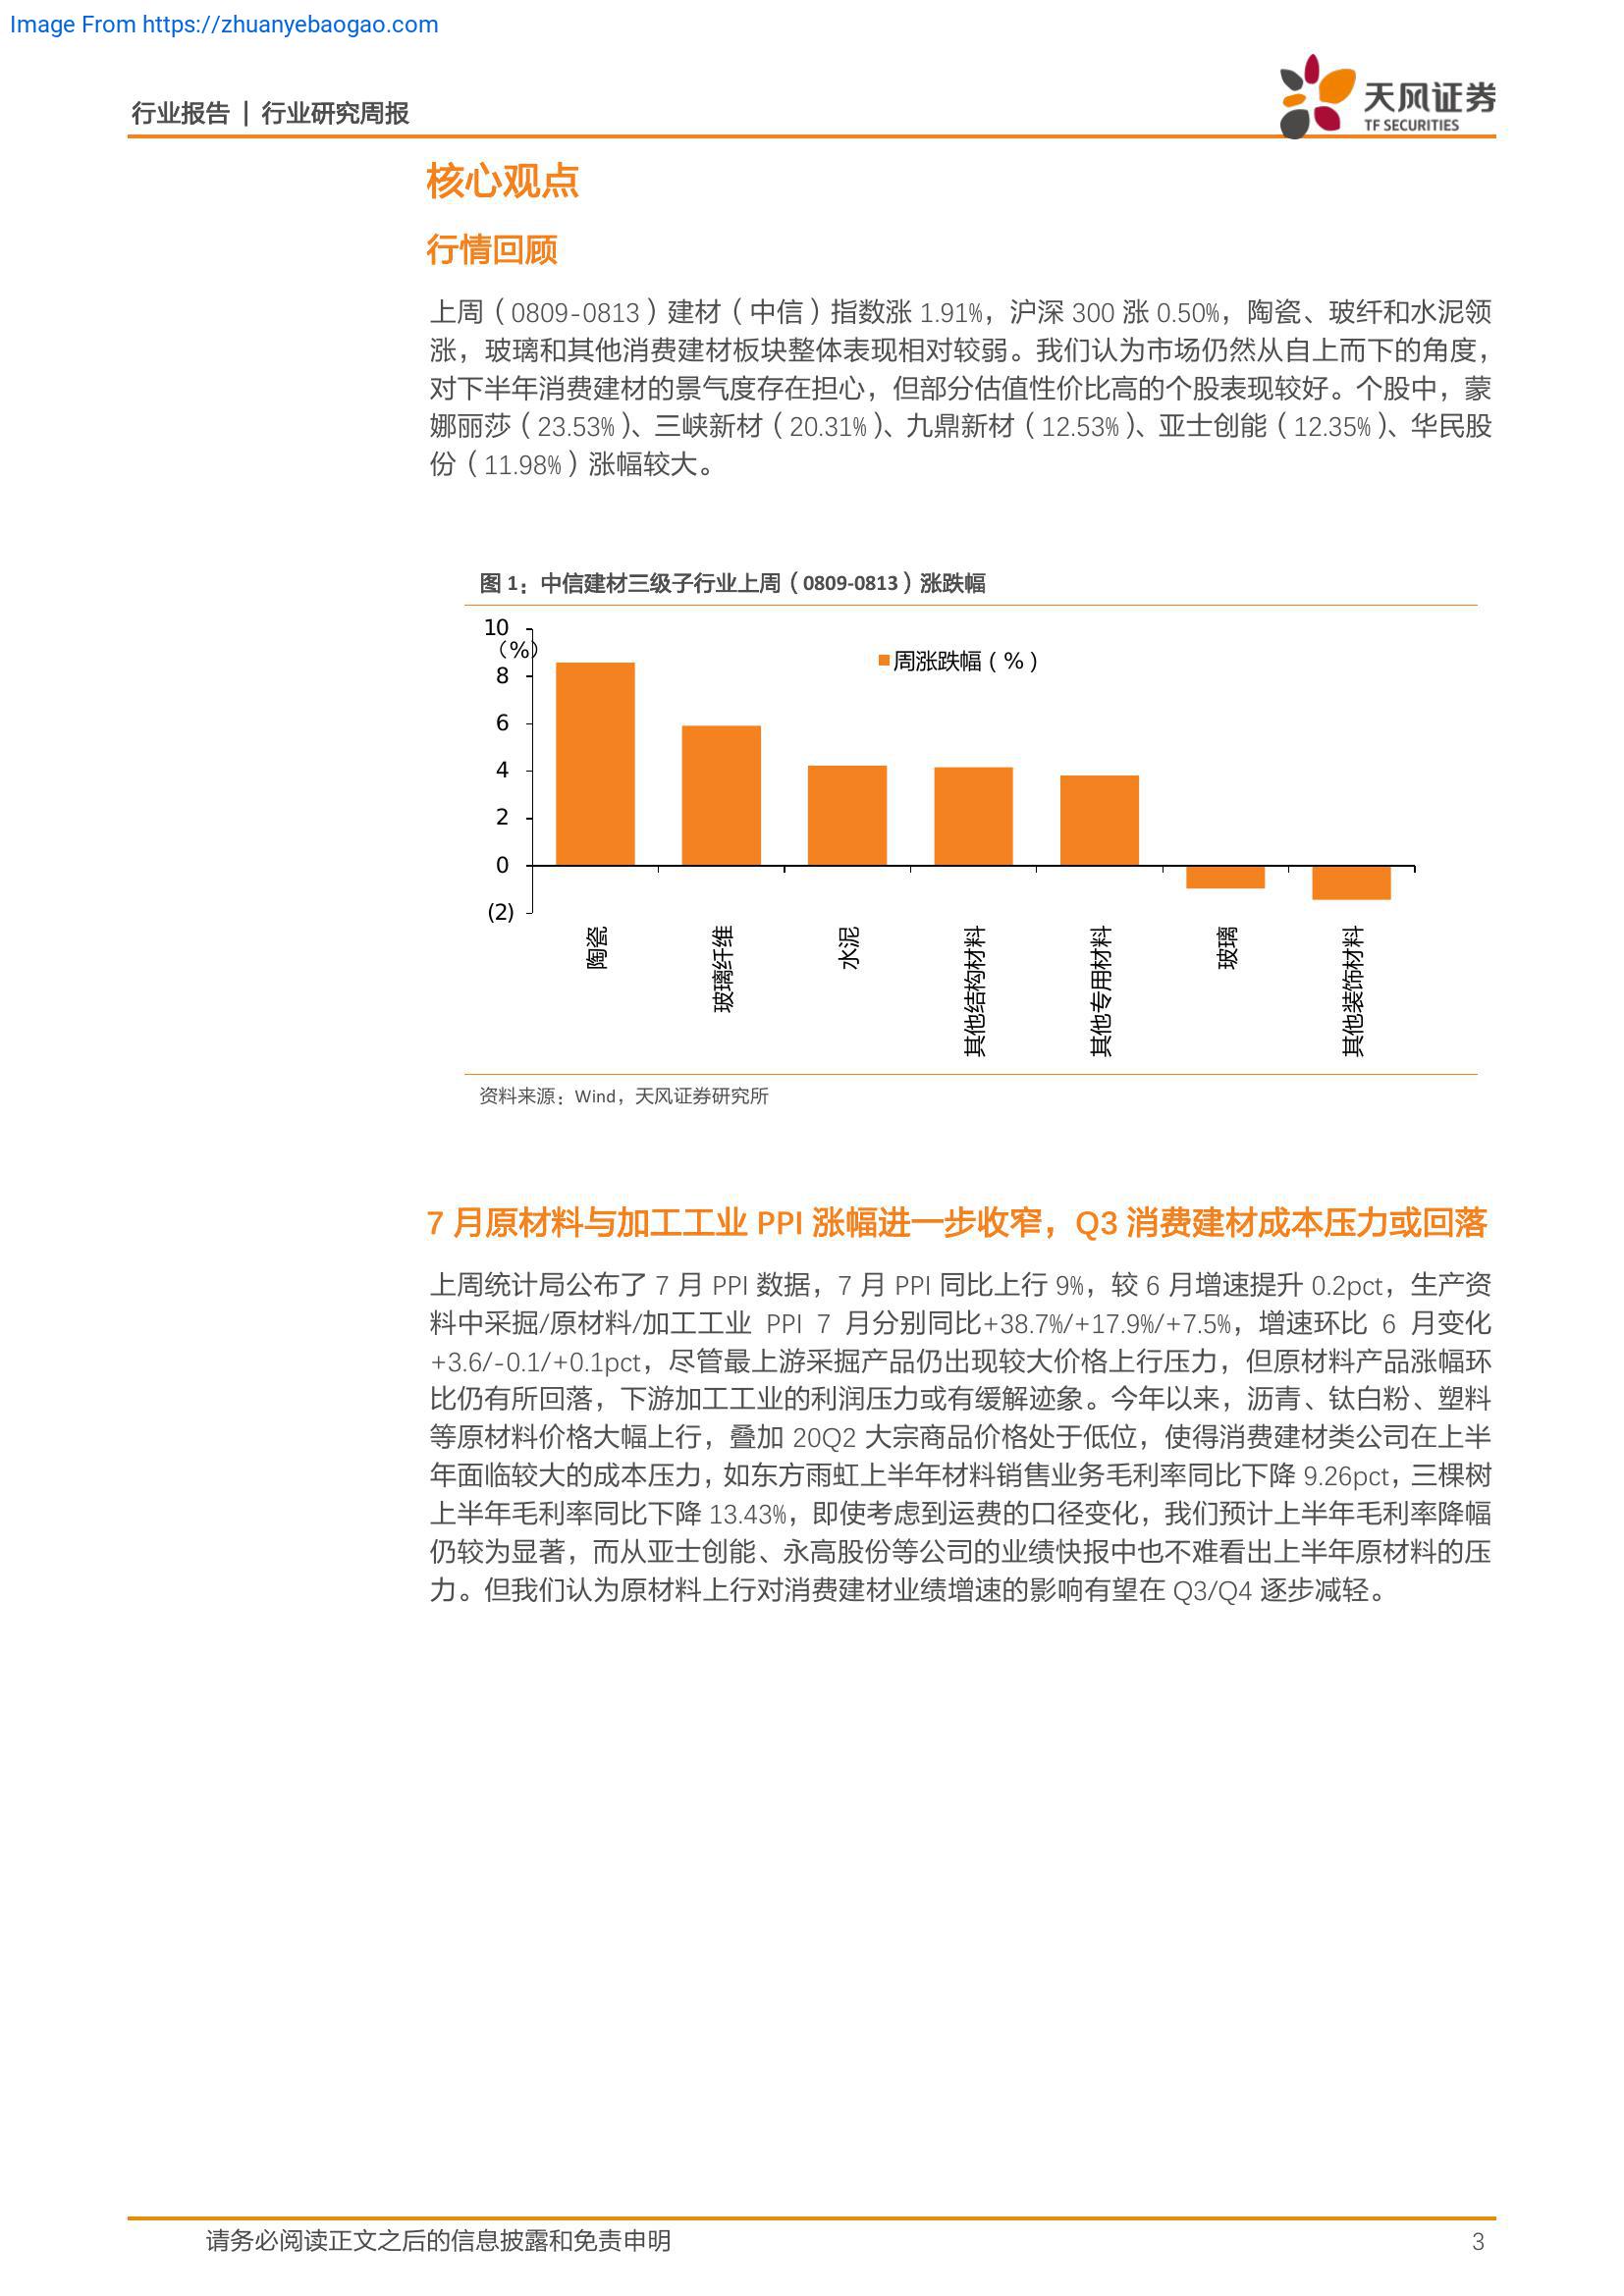 Image From https://zhuanyebaogao.com
行业报告 | 行业研究周报
天风证券
TF SECURITIES
核心观点
行情回顾
上周（0809-0813）建材（中信）指数涨 1.91%，沪深 300 涨 0.50%，陶瓷、玻纤和水泥领
涨，玻璃和其他消费建材板块整体表现相对较弱。我们认为市场仍然从自上而下的角度，
对下半年消费建材的景气度存在担心，但部分估值性价比高的个股表现较好。个股中，蒙
娜丽莎（23.53%）、三峡新材（20.31%）、九鼎新材（12.53%）、亚士创能（12.35%）、华民股
份（11.98%）涨幅较大。
图 1：中信建材三级子行业上周（0809-0813）涨跌幅
10
（%）
8
6
4
2
0
(2)
周涨跌幅（%）
陶瓷
玻璃纤维
水泥
其他结构材料
其他专用材料
玻璃
其他装饰材料
资料来源：Wind，天风证券研究所
7 月原材料与加工工业 PPI 涨幅进一步收窄，Q3 消费建材成本压力或回落
上周统计局公布了 7 月 PPI 数据，7 月 PPI 同比上行 9%，较 6 月增速提升 0.2pct，生产资
料中采掘/原材料/加工工业 PPI 7 月分别同比+38.7%/+17.9%/+7.5%，增速环比 6 月变化
+3.6/-0.1/+0.1pct，尽管最上游采掘产品仍出现较大价格上行压力，但原材料产品涨幅环
比仍有所回落，下游加工工业的利润压力或有缓解迹象。今年以来，沥青、钛白粉、塑料
等原材料价格大幅上行，叠加 20Q2 大宗商品价格处于低位，使得消费建材类公司在上半
年面临较大的成本压力，如东方雨虹上半年材料销售业务毛利率同比下降 9.26pct，三棵树
上半年毛利率同比下降 13.43%，即使考虑到运费的口径变化，我们预计上半年毛利率降幅
仍较为显著，而从亚士创能、永高股份等公司的业绩快报中也不难看出上半年原材料的压
力。但我们认为原材料上行对消费建材业绩增速的影响有望在 Q3/Q4 逐步减轻。
请务必阅读正文之后的信息披露和免责申明
3